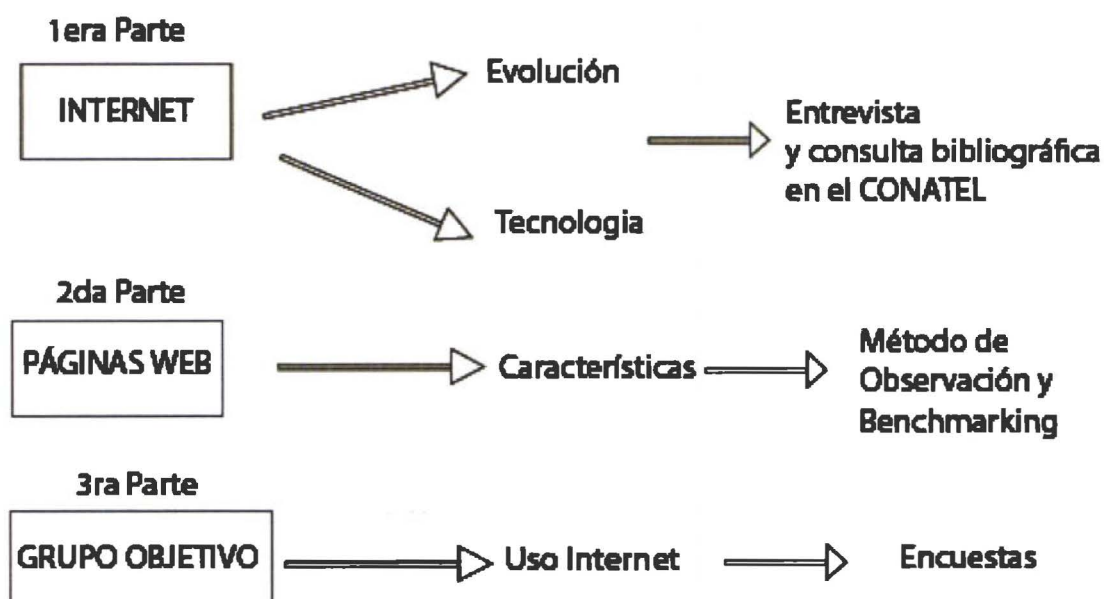 1era Parte
INTERNET
Evolución
Tecnologia
Entrevista
y consulta bibliográfica
en el CONATEL
2da Parte
PÁGINAS WEB
Característícas
Método de
Observación y
Benchmarking
3ra Parte
GRUPO OBJETIVO
Uso Internet
Encuestas